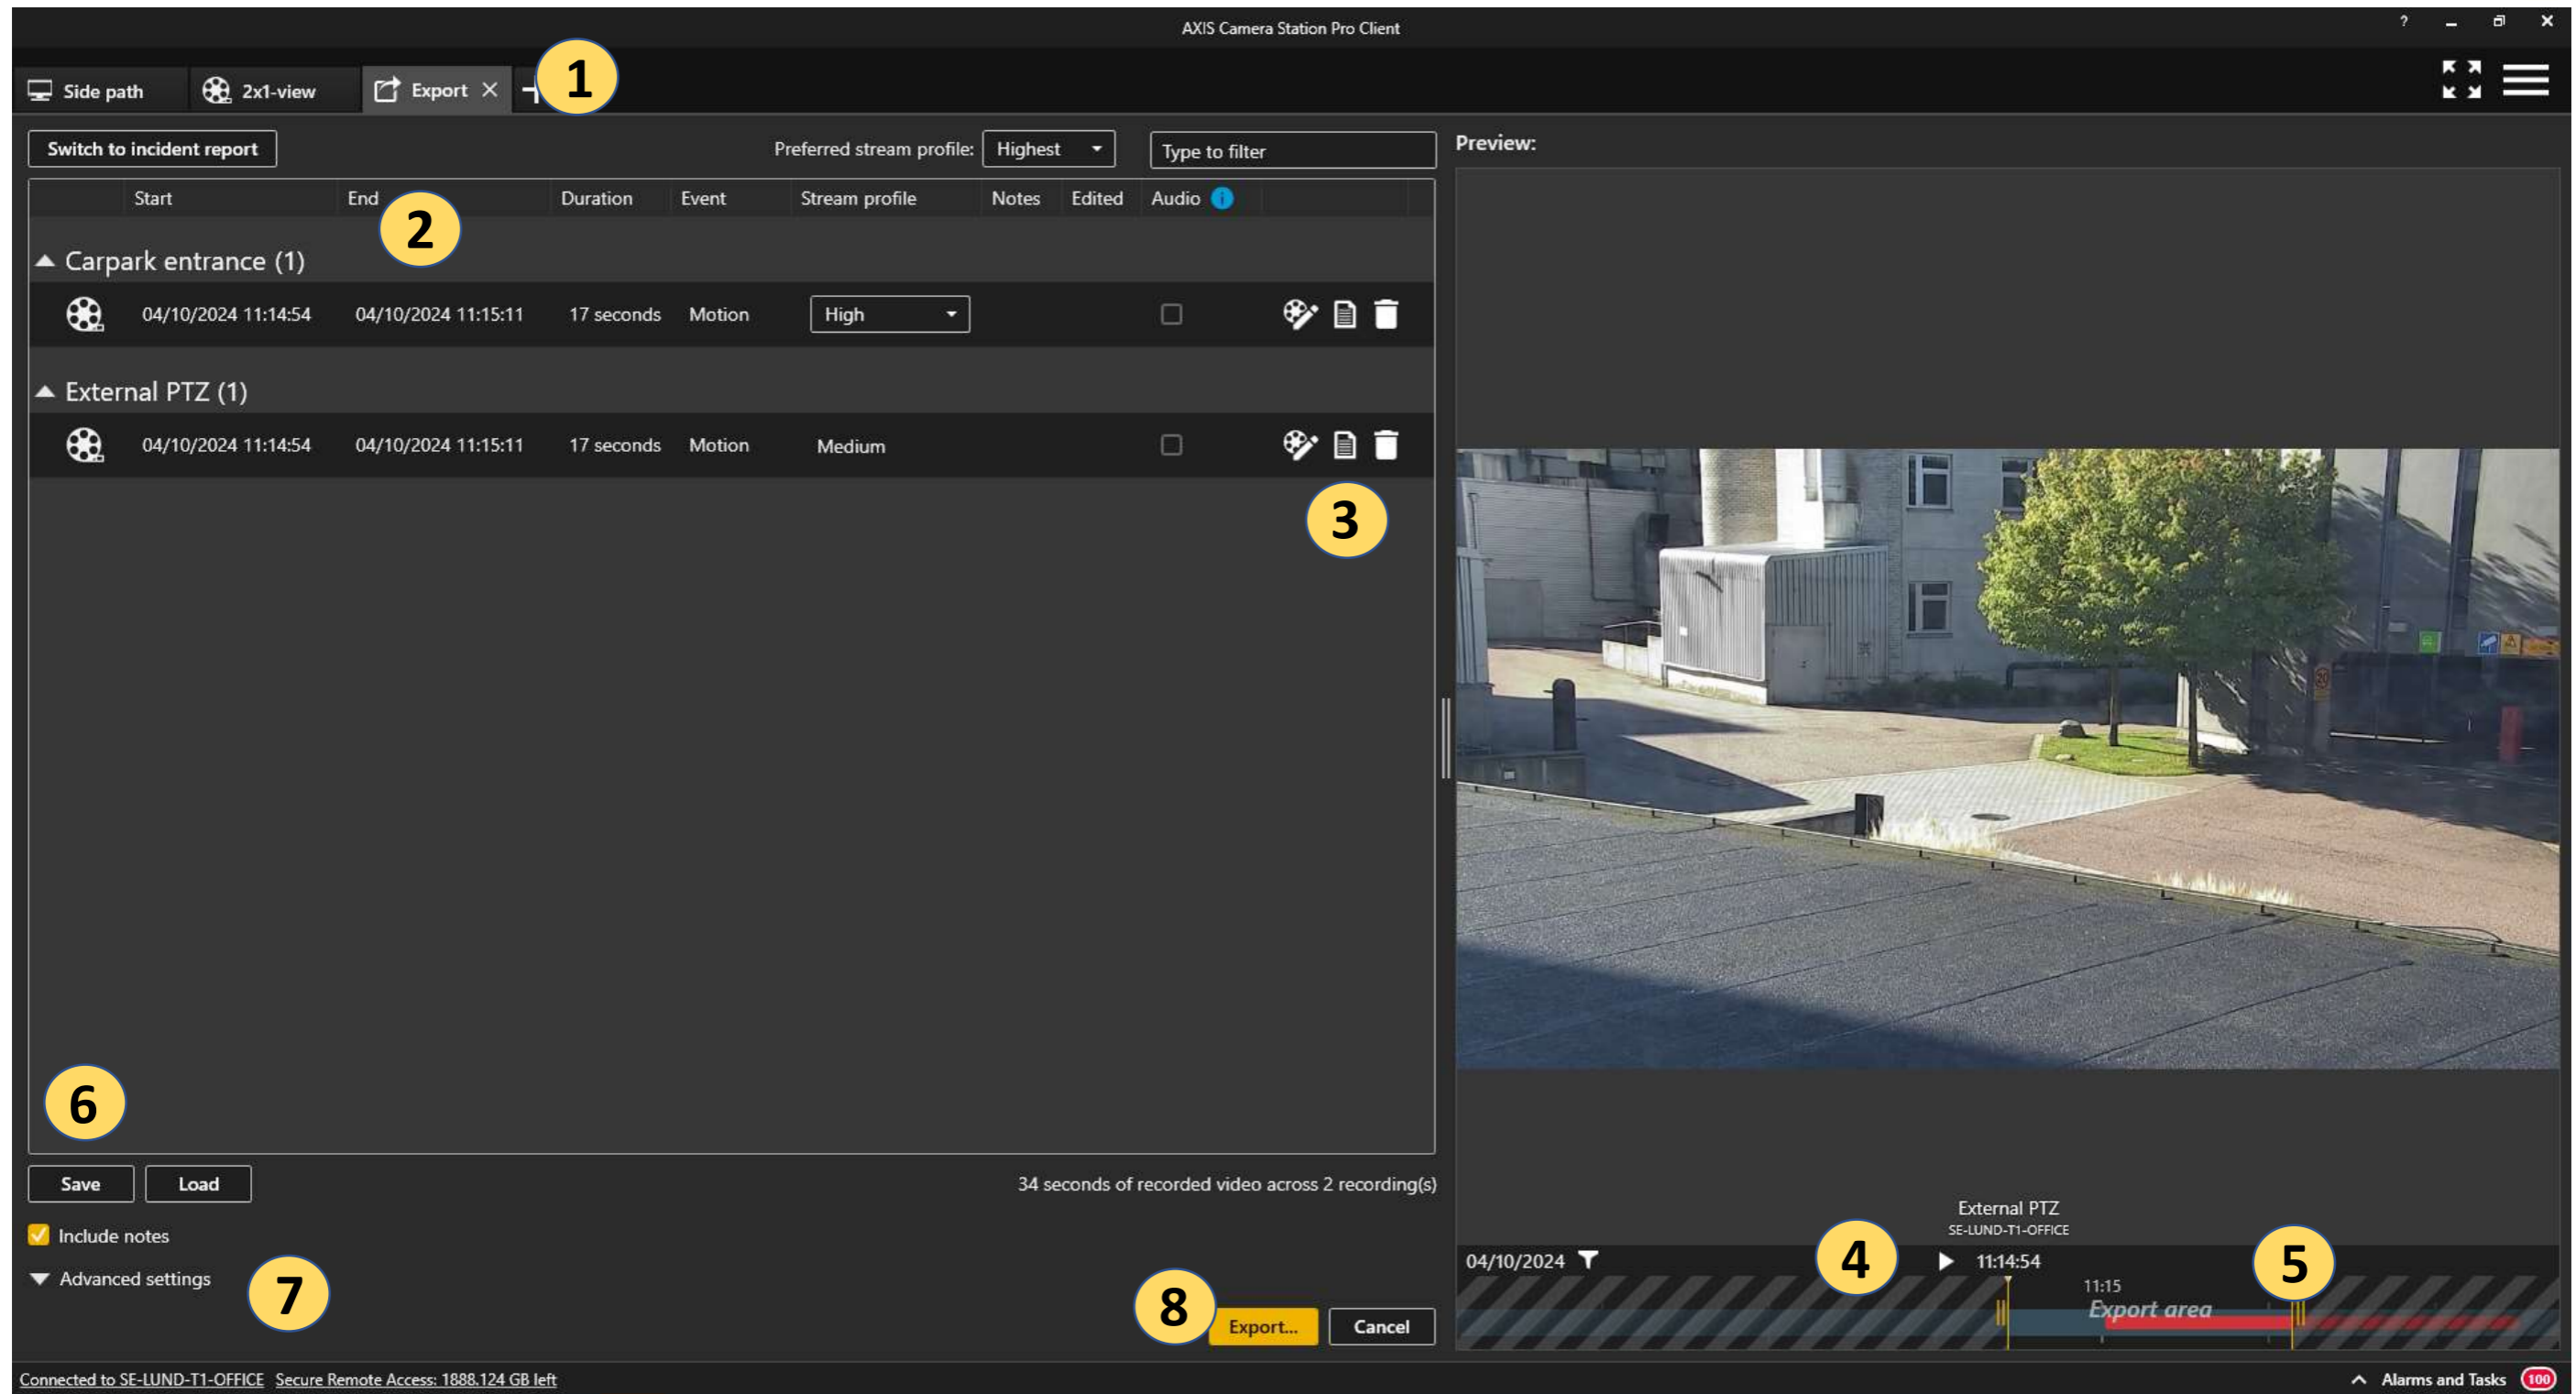 AXIS Camera Station Pro Client
?
Side path
2x1-view
Export
1
Switch to incident report
Preferred stream profile:
Highest
Type to filter
Preview:
Start
End
Duration
Event
Stream profile
Notes
Edited
Audio
2
Carpark entrance (1)
04/10/2024 11:14:54
04/10/2024 11:15:11
17 seconds
Motion
High
External PTZ (1)
04/10/2024 11:14:54
04/10/2024 11:15:11
17 seconds
Motion
Medium
3
6
Save
Load
34 seconds of recorded video across 2 recording(s)
Include notes
Advanced settings
7
8
Export...
Cancel
External PTZ
SE-LUND-T1-OFFICE
04/10/2024
4
11:14:54
5
11:15
Export area
Connected to SE-LUND-T1-OFFICE
Secure Remote Access: 1888.124 GB left
Alarms and Tasks
100